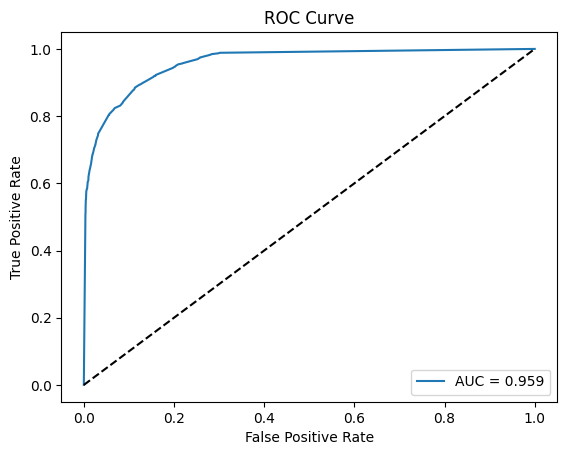 ROC Curve
True Positive Rate
1.0
0.8
0.6
0.4
0.2
0.0
AUC = 0.959
0.0 0.2 0.4 0.6 0.8 1.0
False Positive Rate